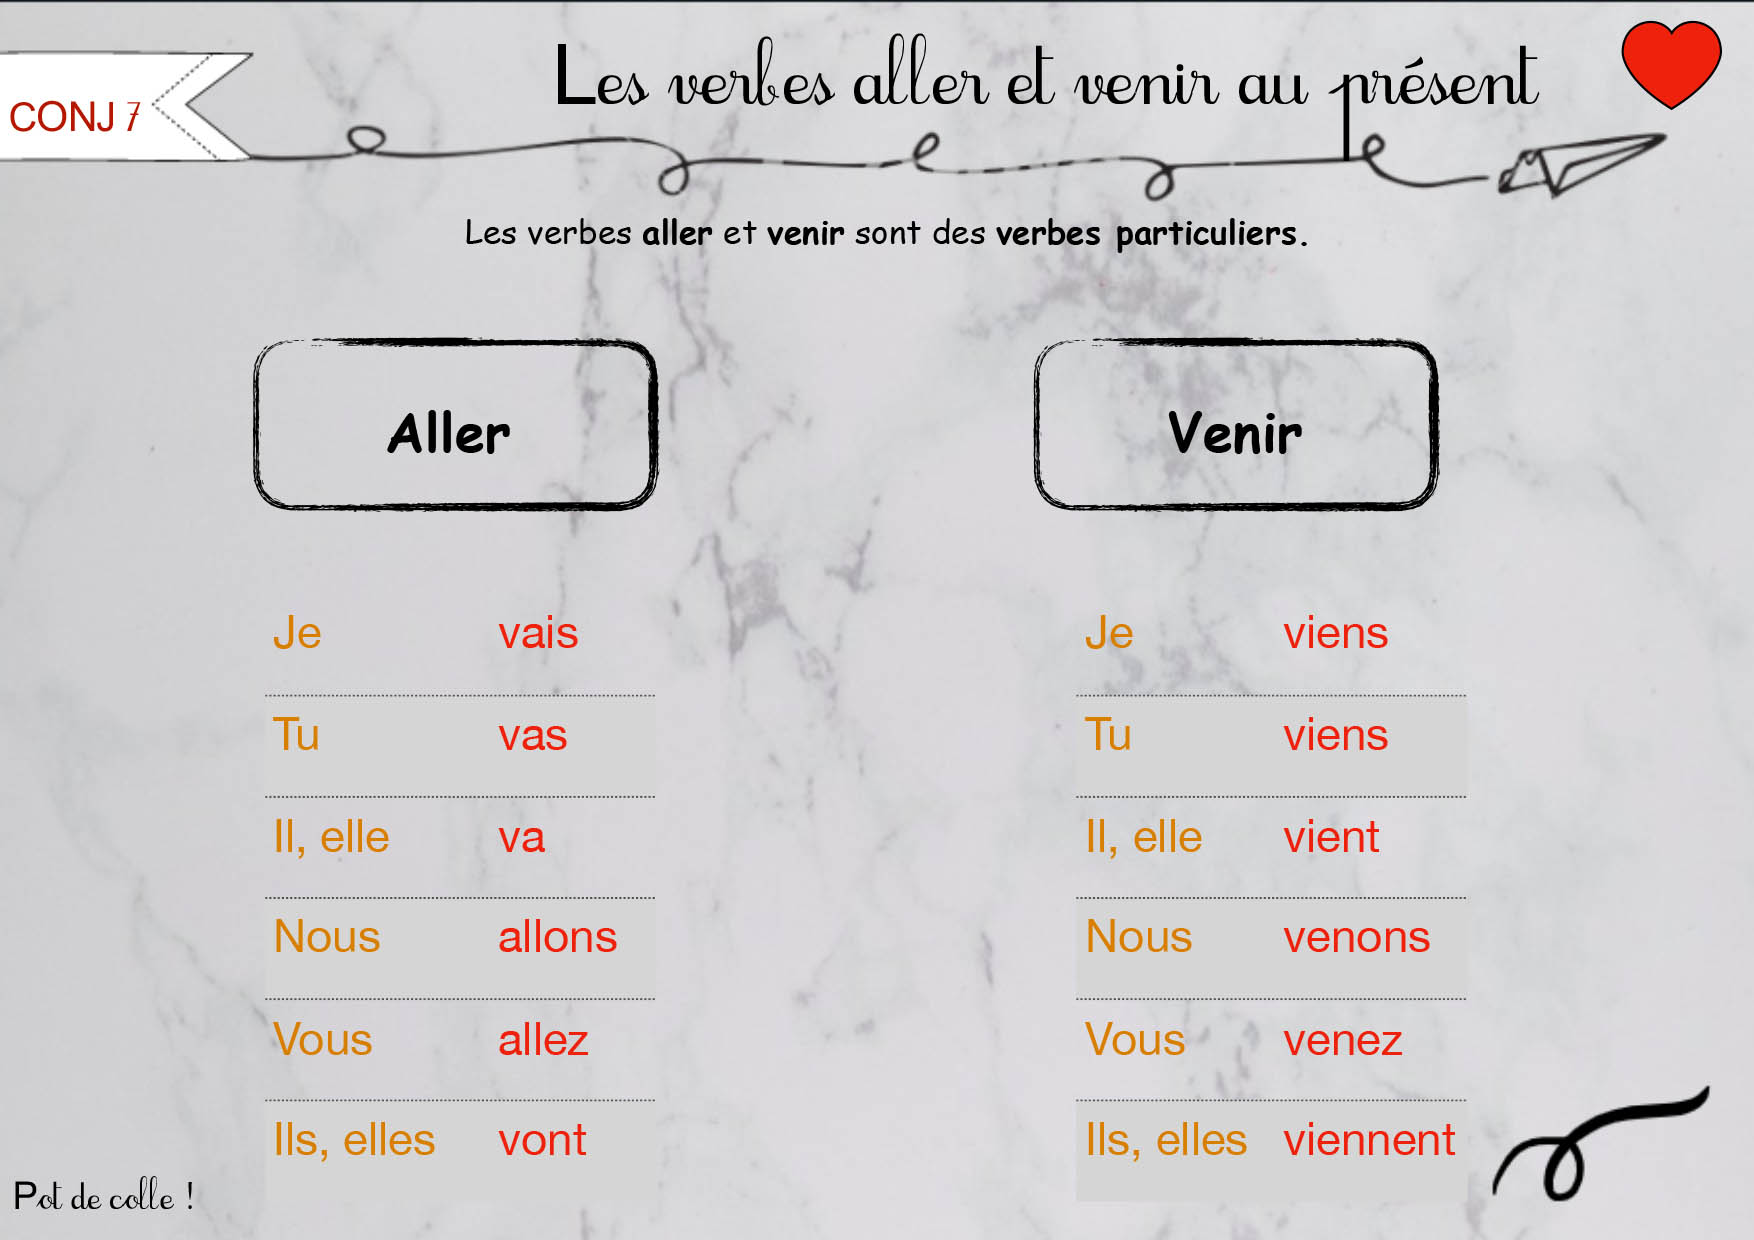 Les verbes aller et venir au présent
CONJ 7
Les verbes aller et venir sont des verbes particuliers.
Aller
Je vais
Tu vas
Il, elle va
Nous allons
Vous allez
Ils, elles vont
Venir
Je viens
Tu viens
Il, elle vient
Nous venons
Vous venez
Ils, elles viennent
Pot de colle !